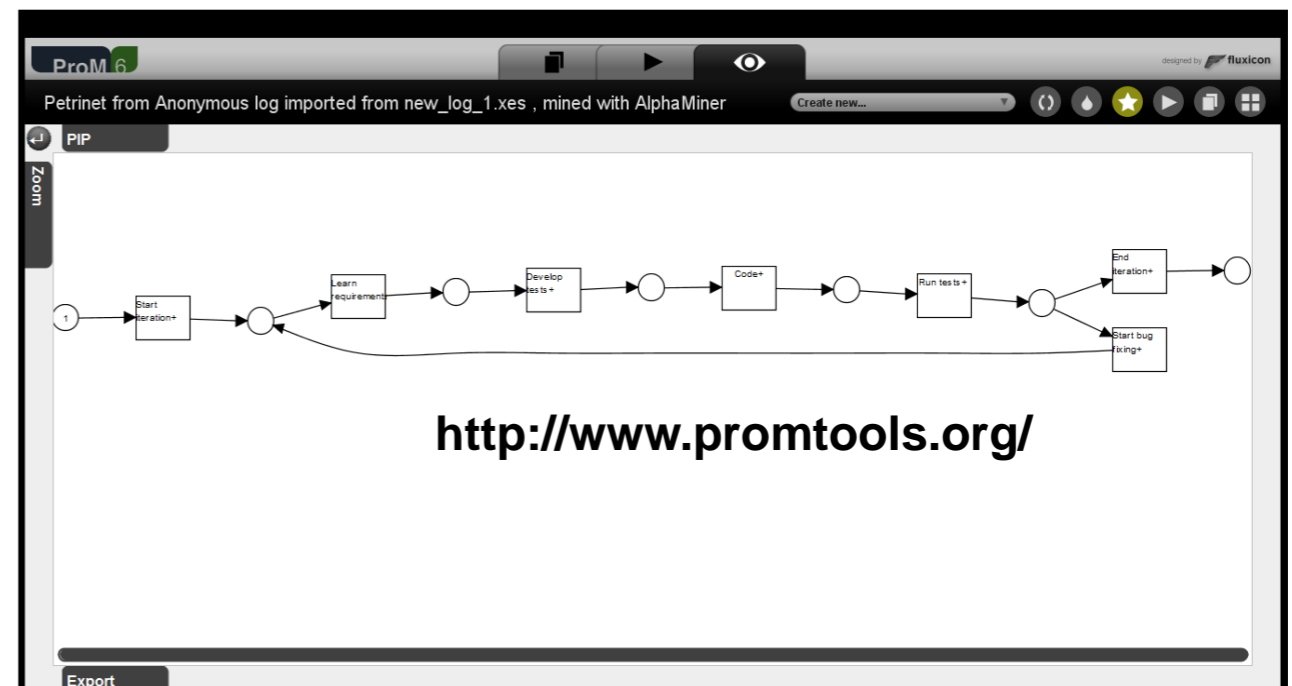 ProM 6
designed by fluxicon
Petrinet from Anonymous log imported from new_log_1.xes , mined with AlphaMiner
Create new...
PIP
Zoom
1
Start
iteration+
Learn
requirements
Develop
tests+
Code+
Run tests+
End
iteration+
Start bug
fixing+
http://www.promtools.org/
Export